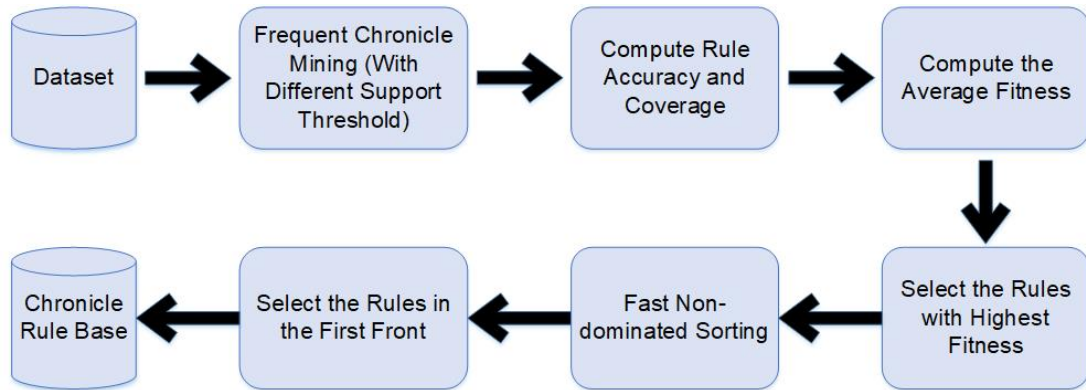 Dataset
Frequent Chronicle
Mining (With
Different Support
Threshold)
Compute Rule
Accuracy and
Coverage
Compute the
Average Fitness
Select the Rules
with Highest
Fitness
Fast Non-
dominated Sorting
Select the Rules in
the First Front
Chronicle
Rule Base